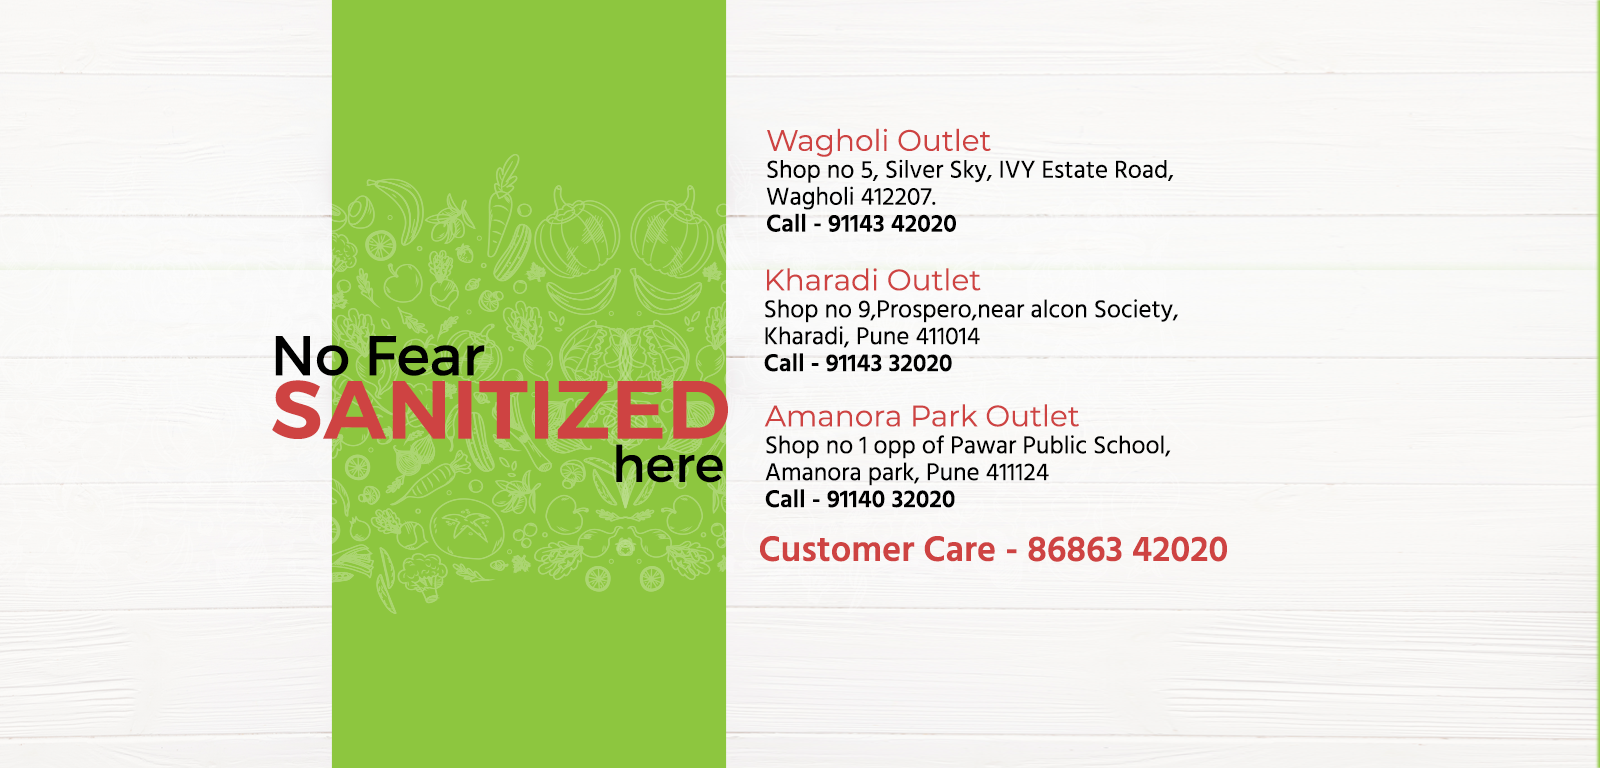 No Fear
SANITIZED
here
Wagholi Outlet
Shop no 5, Silver Sky, IVY Estate Road,
Wagholi 412207.
Call - 91143 42020
Kharadi Outlet
Shop no 9,Prospero,near alcon Society,
Kharadi, Pune 411014
Call - 91143 32020
Amanora Park Outlet
Shop no 1 opp of Pawar Public School,
Amanora park, Pune 411124
Call - 91140 32020
Customer Care - 86863 42020